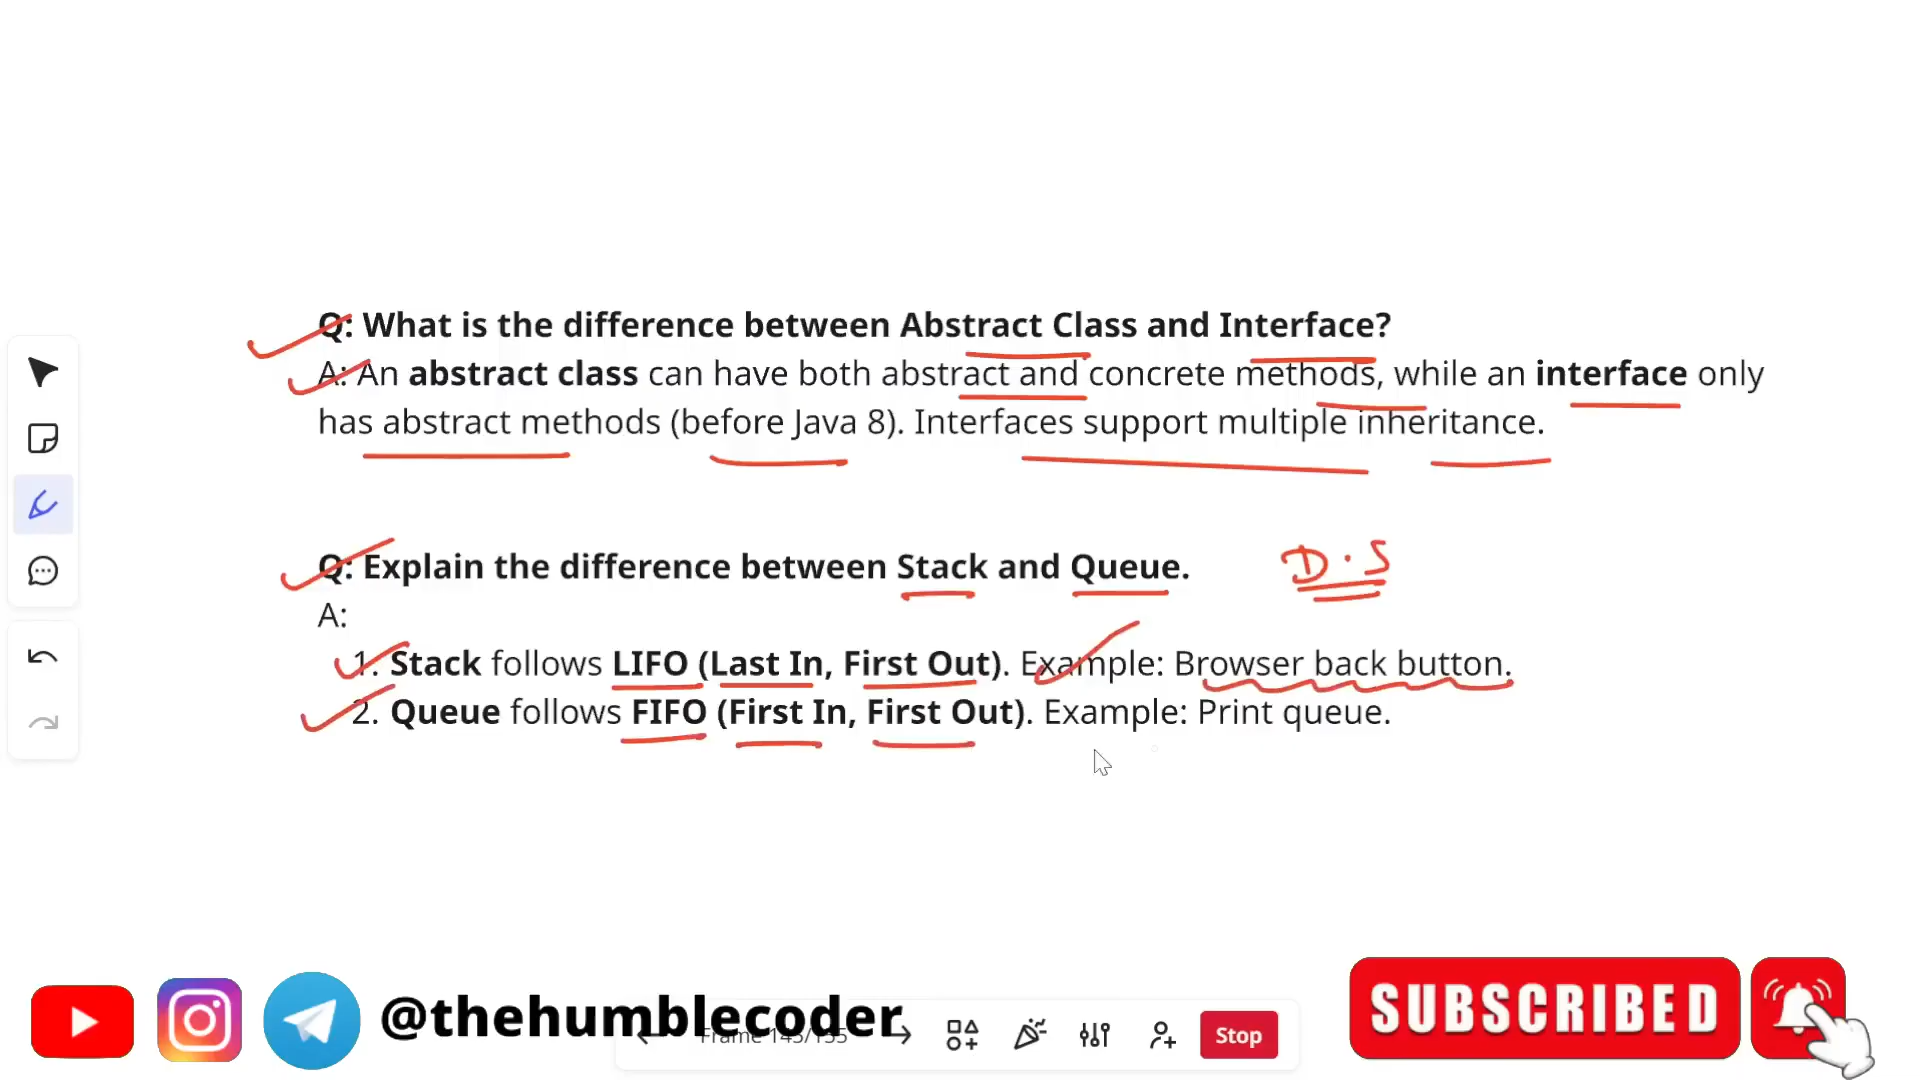 Q: What is the difference between Abstract Class and Interface?
A: An abstract class can have both abstract and concrete methods, while an interface only
has abstract methods (before Java 8). Interfaces support multiple inheritance.
Q: Explain the difference between Stack and Queue.
D.S
A:
1. Stack follows LIFO (Last In, First Out). Example: Browser back button.
2. Queue follows FIFO (First In, First Out). Example: Print queue.
@thehumblecoder
Frame 143/155
Stop
SUBSCRIBED